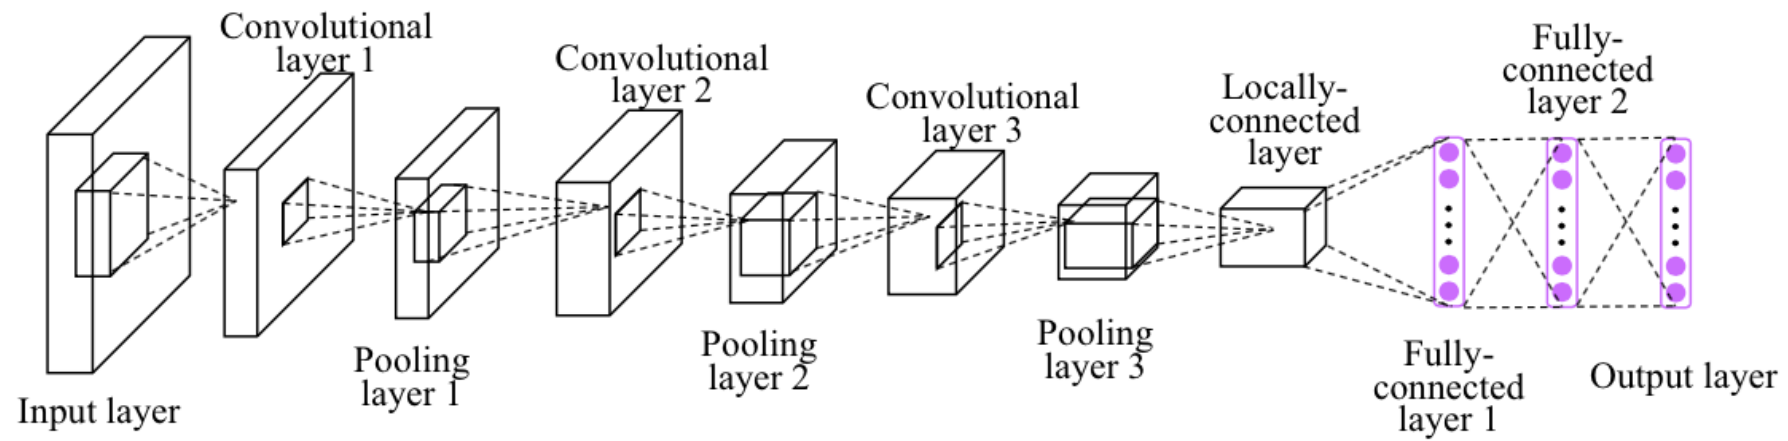 Convolutional
layer 1
Convolutional
layer 2
Convolutional
layer 3
Locally-
connected
layer
Fully-
connected
layer 2
Input layer
Pooling
layer 1
Pooling
layer 2
Pooling
layer 3
Fully-
connected
layer 1
Output layer